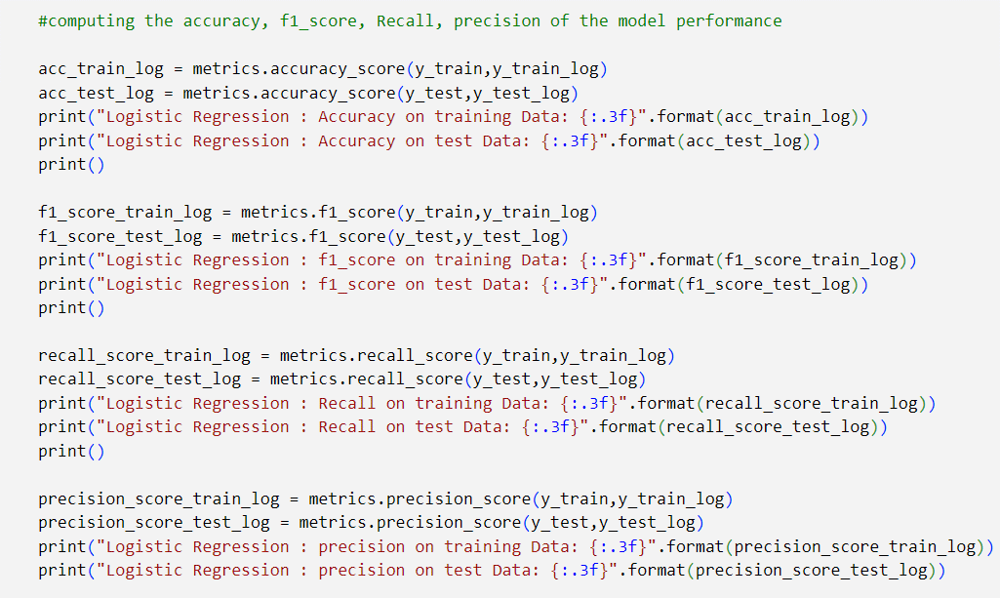 #computing the accuracy, f1_score, Recall, precision of the model performance
acc_train_log = metrics.accuracy_score(y_train,y_train_log)
acc_test_log = metrics.accuracy_score(y_test,y_test_log)
print("Logistic Regression : Accuracy on training Data: {:.3f}".format(acc_train_log))
print("Logistic Regression : Accuracy on test Data: {:.3f}".format(acc_test_log))
print()
f1_score_train_log = metrics.f1_score(y_train,y_train_log)
f1_score_test_log = metrics.f1_score(y_test,y_test_log)
print("Logistic Regression : f1_score on training Data: {:.3f}".format(f1_score_train_log))
print("Logistic Regression : f1_score on test Data: {:.3f}".format(f1_score_test_log))
print()
recall_score_train_log = metrics.recall_score(y_train,y_train_log)
recall_score_test_log = metrics.recall_score(y_test,y_test_log)
print("Logistic Regression : Recall on training Data: {:.3f}".format(recall_score_train_log))
print("Logistic Regression : Recall on test Data: {:.3f}".format(recall_score_test_log))
print()
precision_score_train_log = metrics.precision_score(y_train,y_train_log)
precision_score_test_log = metrics.precision_score(y_test,y_test_log)
print("Logistic Regression : precision on training Data: {:.3f}".format(precision_score_train_log))
print("Logistic Regression : precision on test Data: {:.3f}".format(precision_score_test_log))